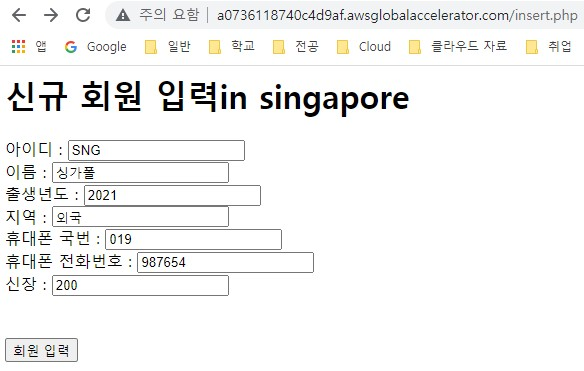 주의 요함 | a0736118740c4d9af.awsglobalaccelerator.com/insert.php
앱 일반 학교 전공 Cloud 클라우드 자료 취업
신규 회원 입력in singapore
아이디 : SNG
이름 : 싱가폴
출생년도 : 2021
지역 : 외국
휴대폰 국번 : 019
휴대폰 전화번호 : 987654
신장 : 200
회원 입력